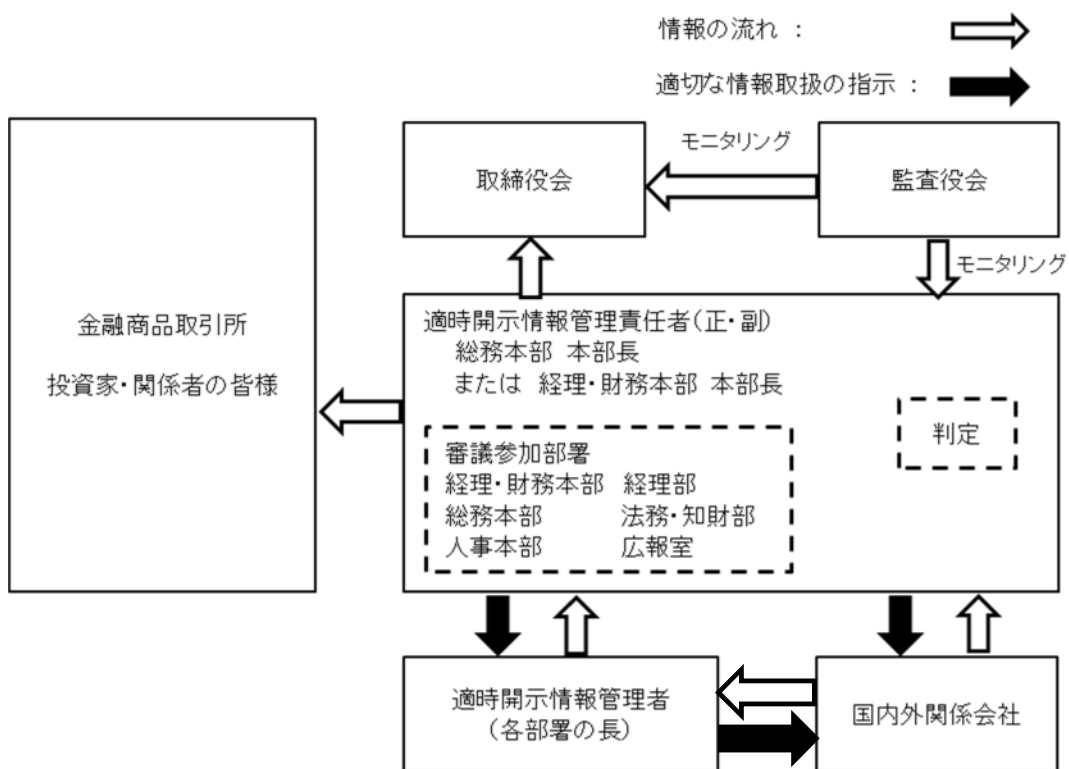 情報の流れ :
適切な情報取扱の指示 :
取締役会
モニタリング
監査役会
モニタリング
金融商品取引所
投資家・関係者の皆様
適時開示情報管理責任者(正・副)
総務本部 本部長
または 経理・財務本部 本部長
判定
審議参加部署
経理・財務本部 経理部
総務本部 法務・知財部
人事本部 広報室
適時開示情報管理者
(各部署の長)
国内外関係会社